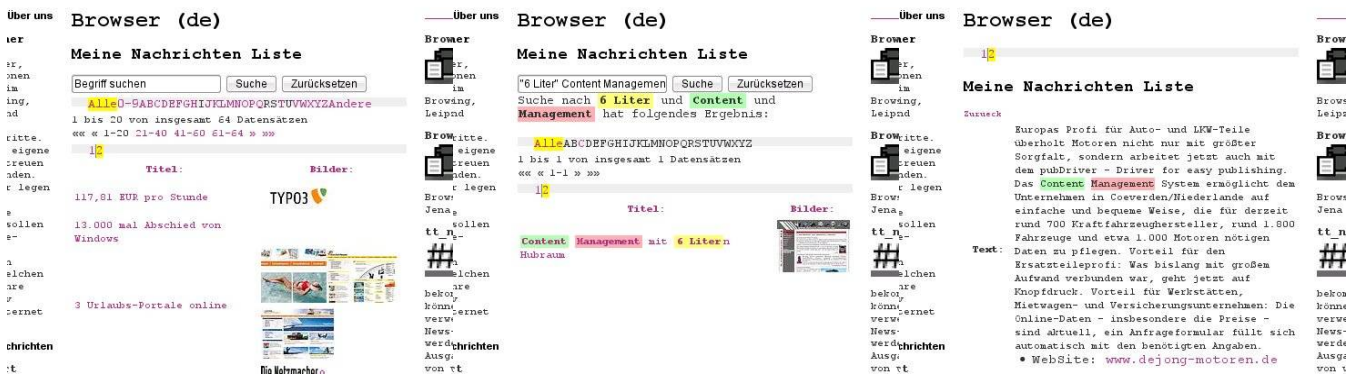 Über uns
Browser (de)
Meine Nachrichten Liste
Begriff suchen
Suche
Zurücksetzen
Alle0-9ABCDEFGHIJKLMNOPQRSTUVWXYZAndere
1 bis 20 von insgesamt 64 Datensätzen
«« « 1-20 21-40 41-60 61-64 » »»
1|2
Titel:
Bilder:
117,81 EUR pro Stunde
TYPO3
13.000 mal Abschied von
Windows
3 Urlaubs-Portale online
Die Netzmacher
Über uns
Browser (de)
Meine Nachrichten Liste
"6 Liter" Content Managemen
Suche
Zurücksetzen
Suche nach 6 Liter und Content und
Management hat folgendes Ergebnis:
AlleABCDEFGHIJKLMNOPQRSTUVWXYZ
1 bis 1 von insgesamt 1 Datensätzen
«« « 1-1 » »»
1|2
Titel:
Bilder:
Content Management mit 6 Litern
Hubraum
Über uns
Browser (de)
1|2
Meine Nachrichten Liste
Zurueck
Text:
Europas Profi für Auto- und LKW-Teile
überholt Motoren nicht nur mit größter
Sorgfalt, sondern arbeitet jetzt auch mit
dem pubDriver - Driver for easy publishing.
Das Content Management System ermöglicht dem
Unternehmen in Coeverden/Niederlande auf
einfache und bequeme Weise, die für derzeit
rund 700 Kraftfahrzeughersteller, rund 1.800
Fahrzeuge und etwa 1.000 Motoren nötigen
Daten zu pflegen. Vorteil für den
Ersatzteileprofi: Was bislang mit großem
Aufwand verbunden war, geht jetzt auf
Knopfdruck. Vorteil für Werkstätten,
Mietwagen- und Versicherungsunternehmen: Die
Online-Daten - insbesondere die Preise -
sind aktuell, ein Anfrageformular füllt sich
automatisch mit den benötigten Angaben.
• WebSite: www.dejong-motoren.de